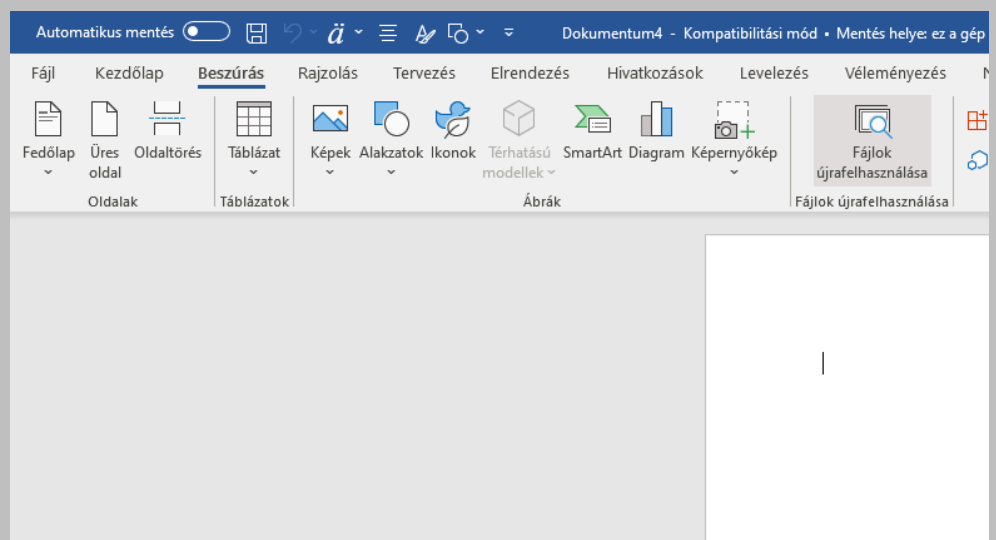 Automatikus mentés ä Dokumentum4 - Kompatibilitási mód • Mentés helye: ez a gép
Fájl Kezdőlap Beszúrás Rajzolás Tervezés Elrendezés Hivatkozások Levelezés Véleményezés
Fedőlap Üres oldal Oldaltörés Táblázat Képek Alakzatok Ikonok Térhatású modellek SmartArt Diagram Képernyőkép Fájlok újrafelhasználása
Oldalak Táblázatok Ábrák Fájlok újrafelhasználása